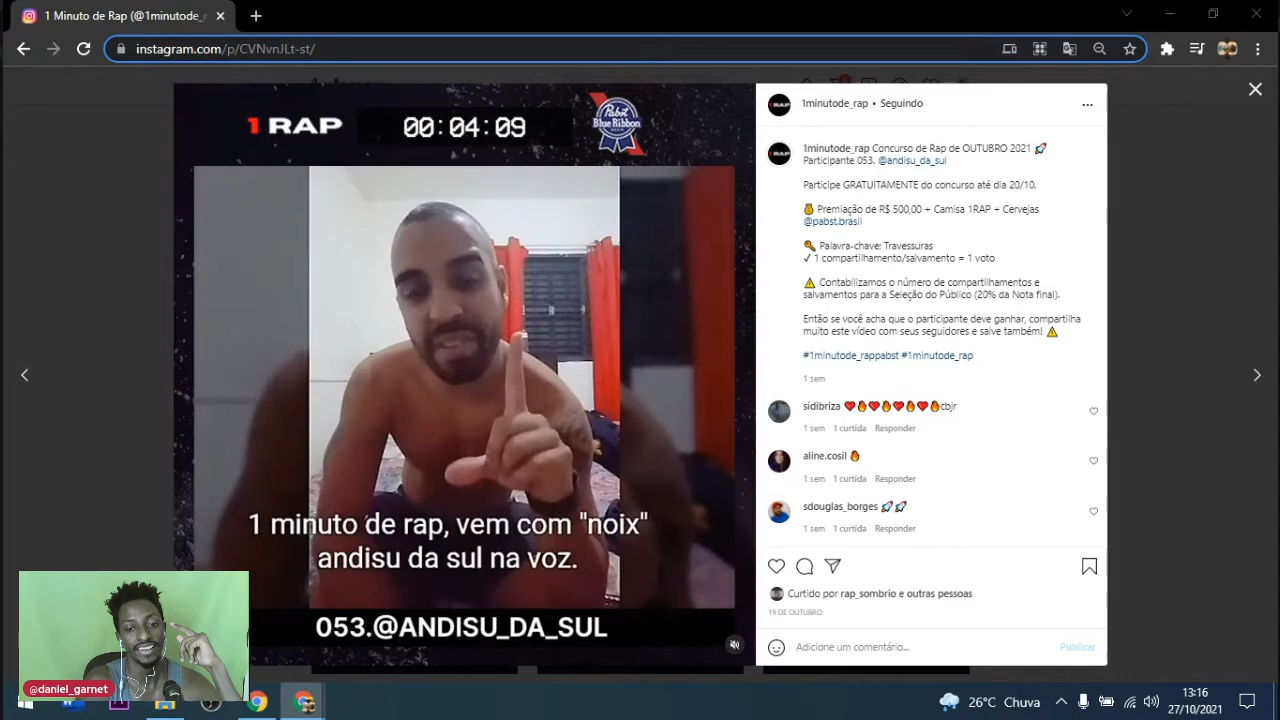 1 Minuto de Rap (@1minutode_r
instagram.com/p/CVNvnJLt-st/
1 RAP
00:04:09
Pabst
Blue Ribbon
1 minuto de rap, vem com "noix"
andisu da sul na voz.
053.@ANDISU_DA_SUL
@daniel_garnet
1minutode_rap • Seguindo
1minutode_rap Concurso de Rap de OUTUBRO 2021
Participante 053. @andisu_da_sul
Participe GRATUITAMENTE do concurso até dia 20/10.
Premiação de R$ 500,00 + Camisa 1RAP + Cervejas
@pabst.brasil
Palavra-chave: Travessuras
✓ 1 compartilhamento/salvamento = 1 voto
Contabilizamos o número de compartilhamentos e
salvamentos para a Seleção do Público (20% da Nota final).
Então se você acha que o participante deve ganhar, compartilha
muito este vídeo com seus seguidores e salve também!
#1minutode_rappabst #1minutode_rap
1 sem
sidibriza ❤🔥❤🔥❤🔥❤🔥cbjr
1 sem 1 curtida Responder
aline.cosil 🔥
1 sem 1 curtida Responder
sdouglas_borges 🚀🚀
1 sem 1 curtida Responder
Curtido por rap_sombrio e outras pessoas
19 DE OUTUBRO
Adicione um comentário...
Publicar
26°C Chuva
13:16
27/10/2021